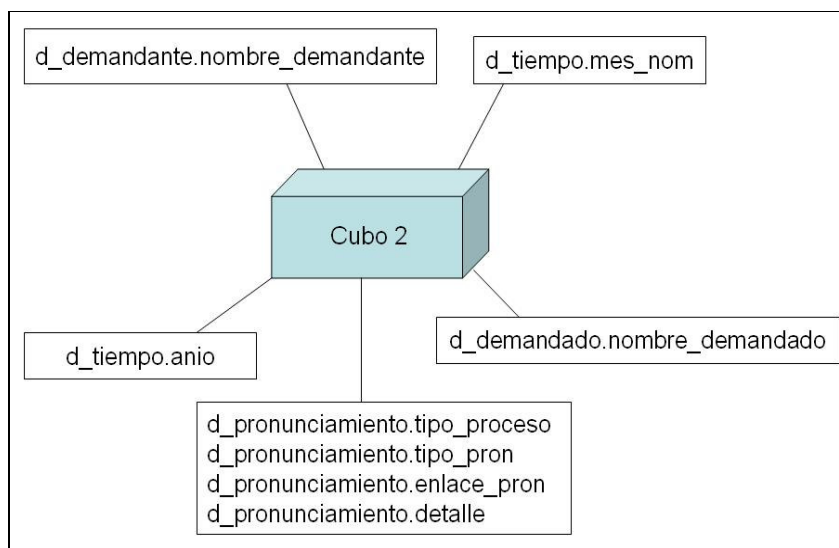 d_demandante.nombre_demandante
d_tiempo.mes_nom
Cubo 2
d_tiempo.anio
d_demandado.nombre_demandado
d_pronunciamiento.tipo_proceso
d_pronunciamiento.tipo_pron
d_pronunciamiento.enlace_pron
d_pronunciamiento.detalle